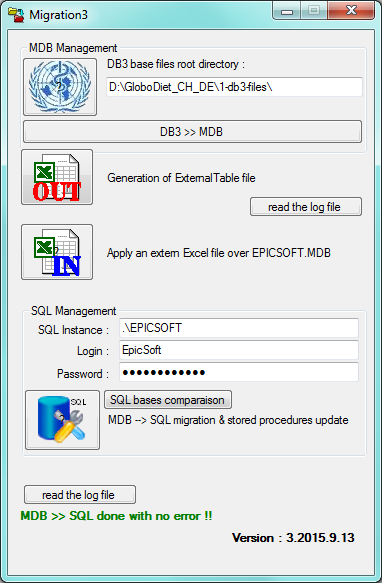 Migration3
MDB Management
DB3 base files root directory :
D:\GloboDiet_CH_DE\1-db3-files\
DB3 >> MDB
OUT
Generation of ExternalTable file
read the log file
IN
Apply an extern Excel file over EPICSOFT.MDB
SQL Management
SQL Instance : .\EPICSOFT
Login : EpicSoft
Password : ●●●●●●●●●●●●
SQL
SQL bases comparaison
MDB --> SQL migration & stored procedures update
read the log file
MDB >> SQL done with no error !!
Version : 3.2015.9.13